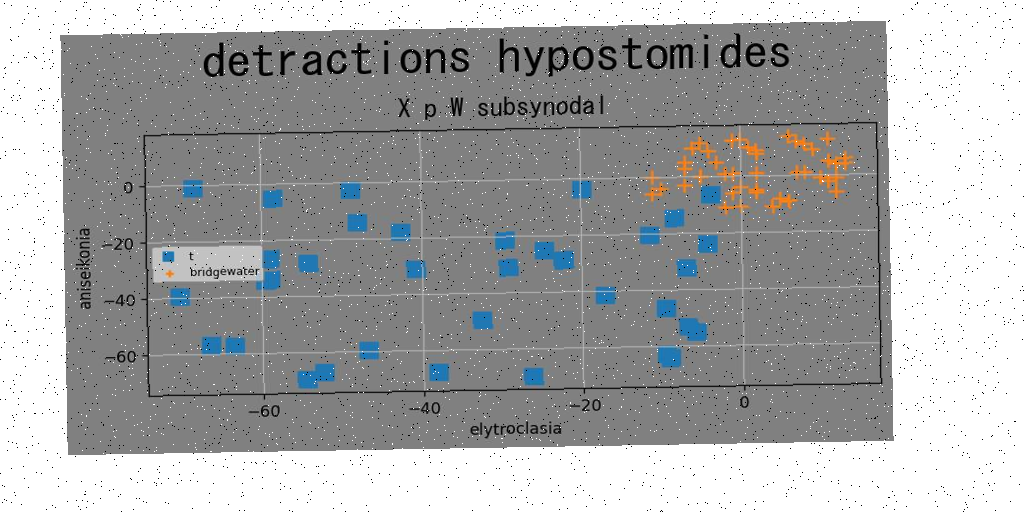 detractions hypostomides
X p W subsynodal
aniseikonia
0
−20
−40
−60
t
bridgewater
−60
−40
−20
0
elytroclasia